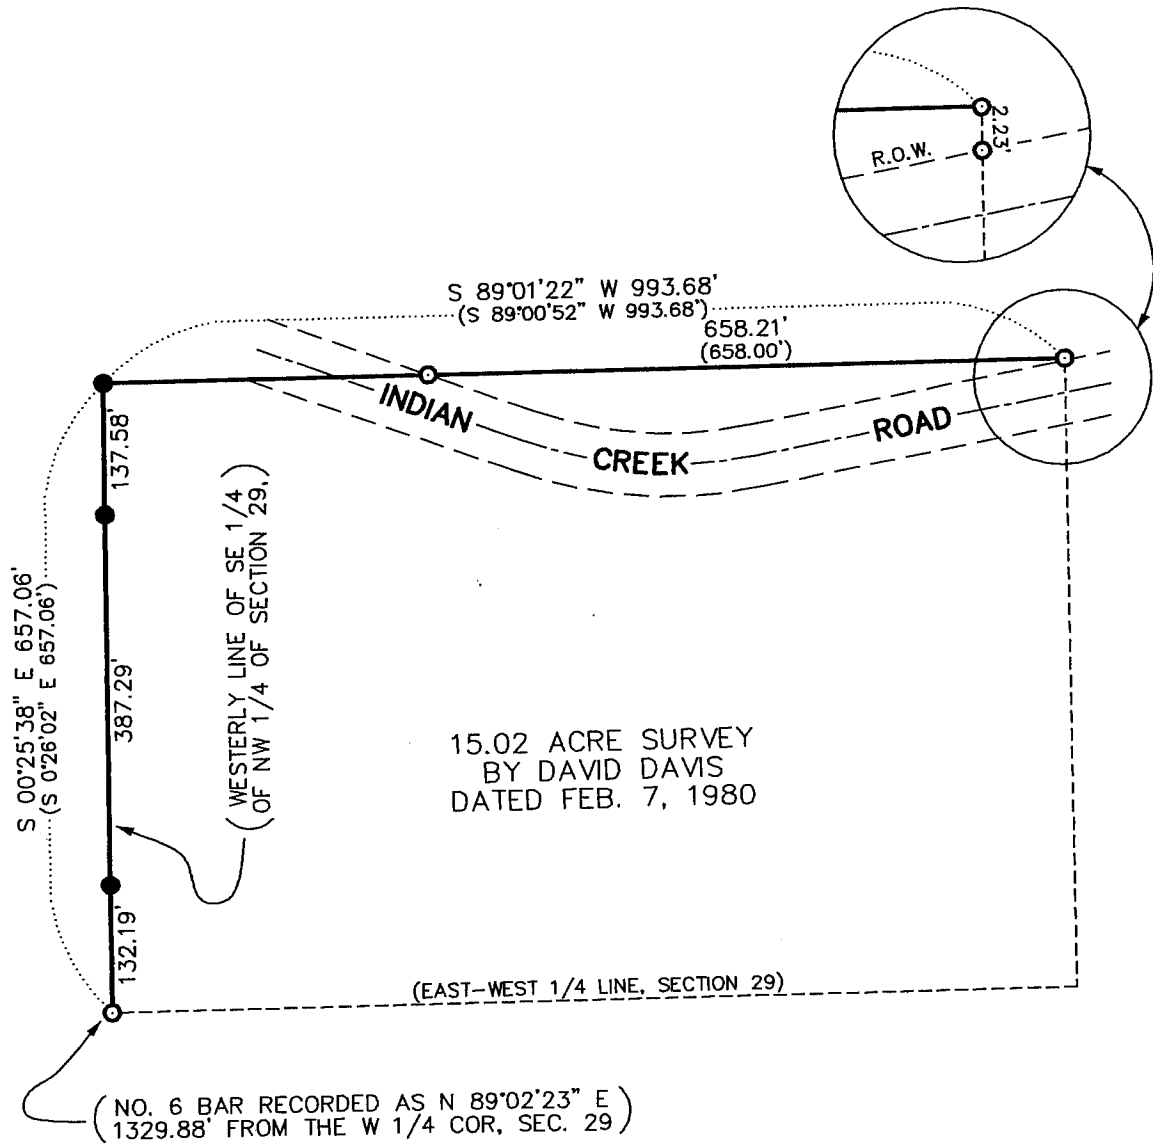 2.23'
R.O.W.
S 89°01'22" W 993.68'
(S 89°00'52" W 993.68')
658.21'
(658.00')
INDIAN
CREEK
ROAD
137.58'
387.29'
132.19'
S 00°25'38" E 657.06'
(S 0°26'02" E 657.06')
(WESTERLY LINE OF SE 1/4
OF NW 1/4 OF SECTION 29,)
15.02 ACRE SURVEY
BY DAVID DAVIS
DATED FEB. 7, 1980
(EAST-WEST 1/4 LINE, SECTION 29)
(NO. 6 BAR RECORDED AS N 89°02'23" E
1329.88' FROM THE W 1/4 COR, SEC. 29)